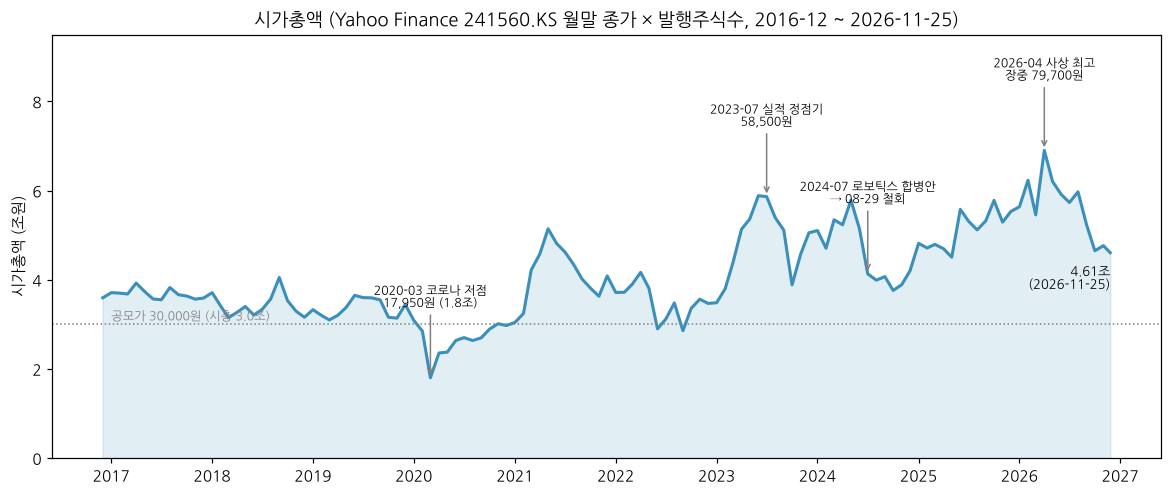 시가총액 (Yahoo Finance 241560.KS 월말 종가 × 발행주식수, 2016-12 ~ 2026-11-25)
시가총액 (조원)
8
6
4
2
0
2026-04 사상 최고
장중 79,700원
2023-07 실적 정점기
58,500원
2024-07 로보틱스 합병안
→ 08-29 철회
2020-03 코로나 저점
17,950원 (1.8조)
공모가 30,000원 (시총 3.0조)
4.61조
(2026-11-25)
2017 2018 2019 2020 2021 2022 2023 2024 2025 2026 2027